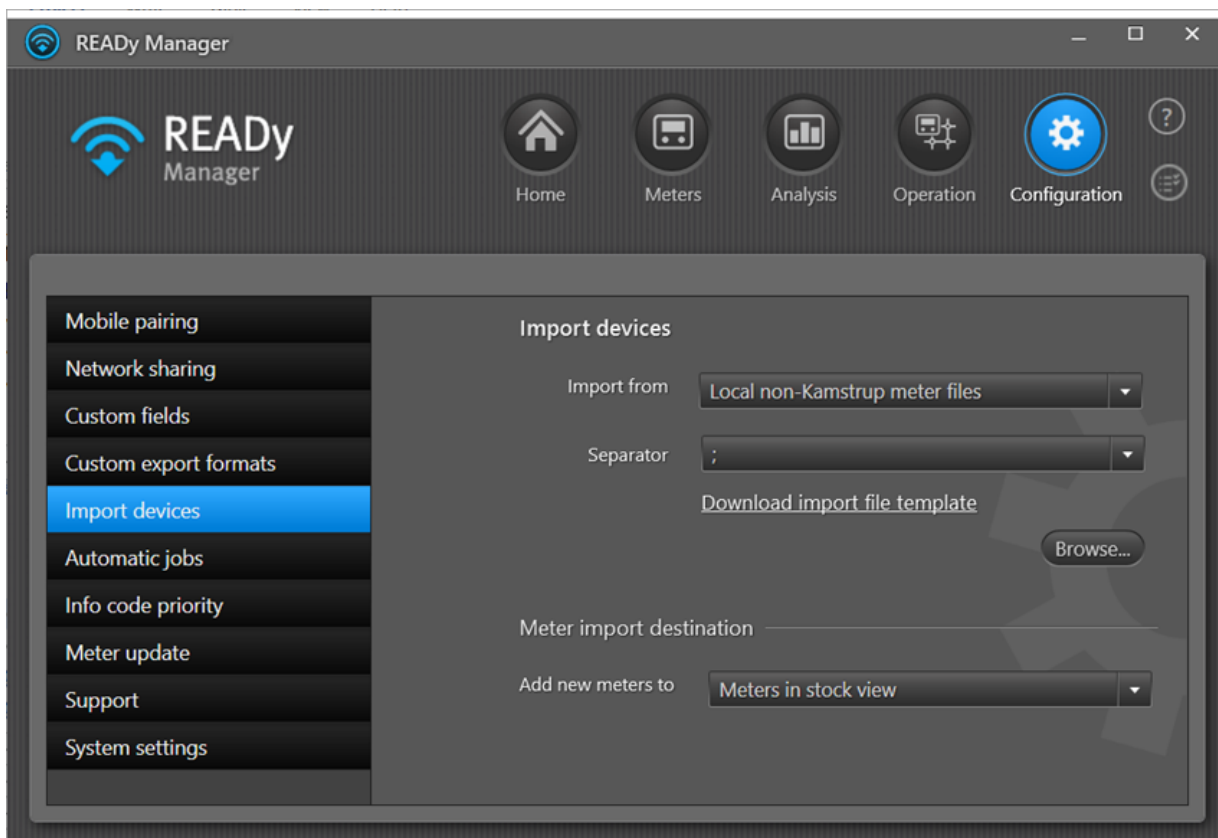 READy Manager
READy
Manager
Home
Meters
Analysis
Operation
Configuration
?
Mobile pairing
Network sharing
Custom fields
Custom export formats
Import devices
Automatic jobs
Info code priority
Meter update
Support
System settings
Import devices
Import from
Local non-Kamstrup meter files
Separator
;
Download import file template
Browse...
Meter import destination
Add new meters to
Meters in stock view